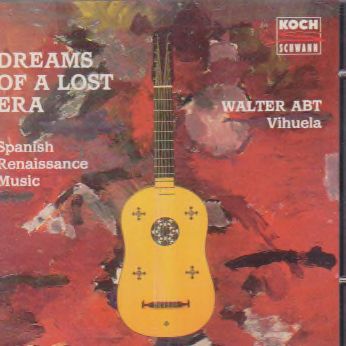 DREAMS
OF A LOST
ERA
Spanish
Renaissance
Music
KOCH
SCHWANN
WALTER ABT
Vihuela